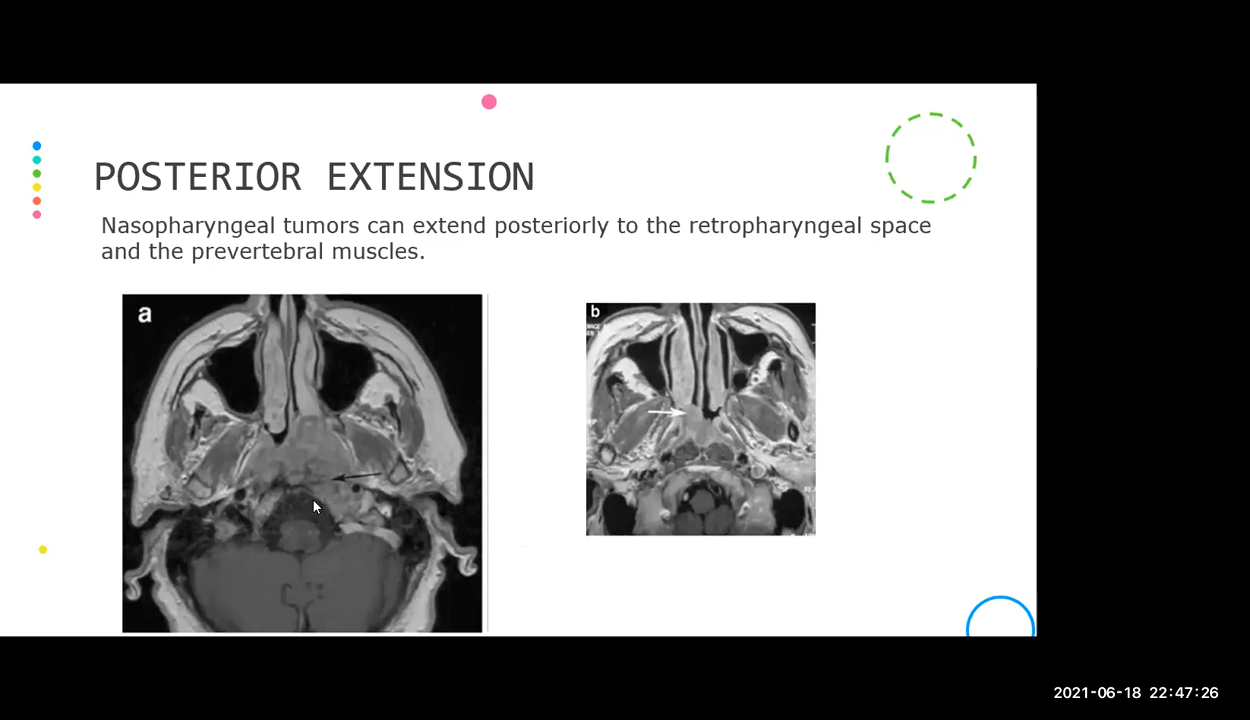 POSTERIOR EXTENSION
Nasopharyngeal tumors can extend posteriorly to the retropharyngeal space
and the prevertebral muscles.
a
b
2021-06-18 22:47:26